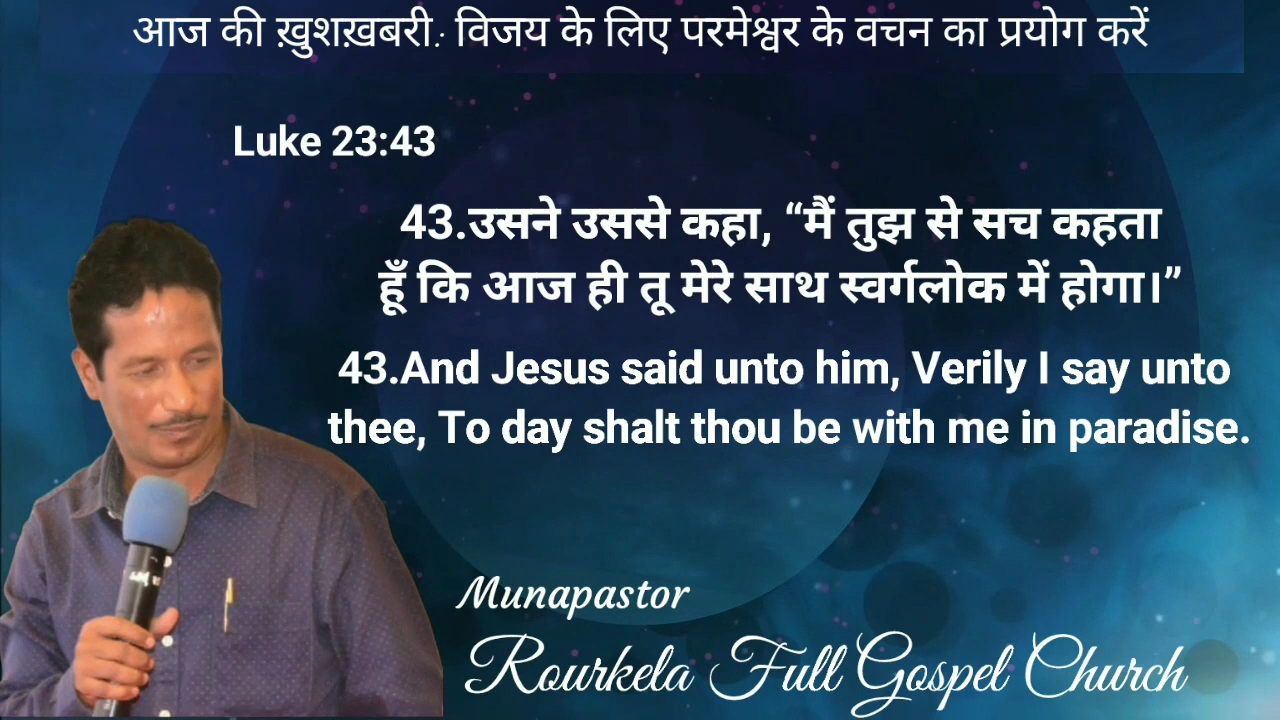 आज की ख़ुशख़बरी: विजय के लिए परमेश्वर के वचन का प्रयोग करें
Luke 23:43
43.उसने उससे कहा, “मैं तुझ से सच कहता
हूँ कि आज ही तू मेरे साथ स्वर्गलोक में होगा।”
43.And Jesus said unto him, Verily I say unto
thee, To day shalt thou be with me in paradise.
Munapastor
Rourkela Full Gospel Church